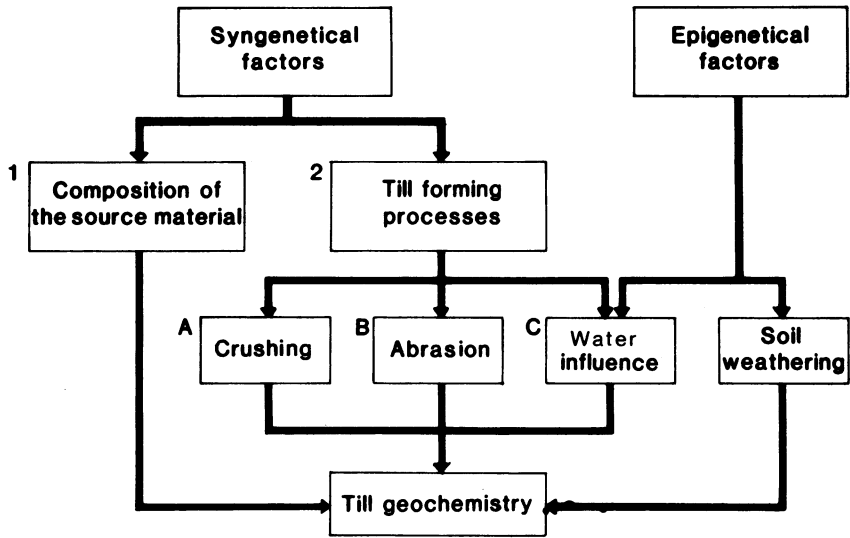 Syngenetical
factors
Epigenetical
factors
1
Composition of
the source material
2
Till forming
processes
A
Crushing
B
Abrasion
C
Water
influence
Soil
weathering
Till geochemistry